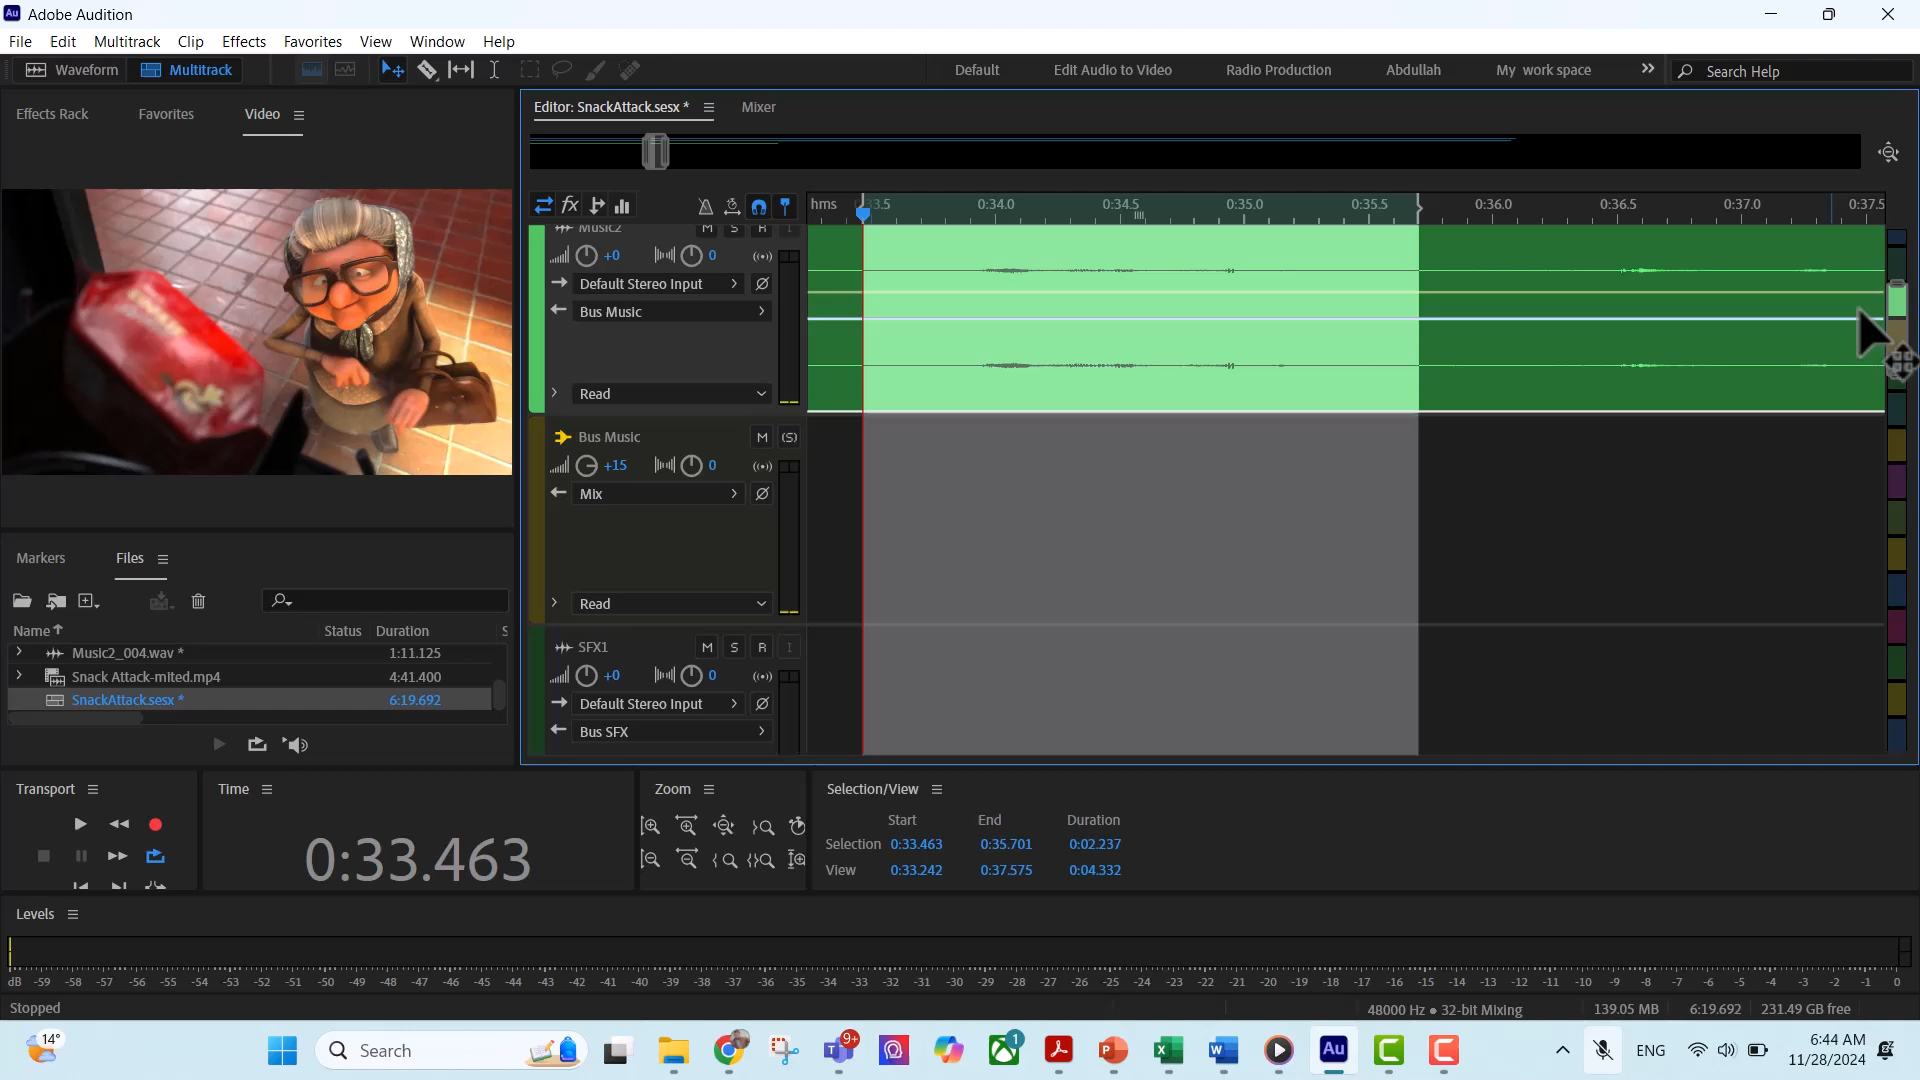 Au Adobe Audition
File Edit Multitrack Clip Effects Favorites View Window Help
Waveform Multitrack Default Edit Audio to Video Radio Production Abdullah My work space Search Help
Effects Rack Favorites Video
Editor: SnackAttack.sesx * Mixer
hms 33.5 0:34.0 0:34.5 0:35.0 0:35.5 0:36.0 0:36.5 0:37.0 0:37.5
fx
Music2 M S R I
+0 0
Default Stereo Input
Bus Music
Read
Bus Music M (S)
+15 0
Mix
Read
SFX1 M S R I
+0 0
Default Stereo Input
Bus SFX
Markers Files
Name Status Duration S
Music2_004.wav * 1:11.125
Snack Attack-mited.mp4 4:41.400
SnackAttack.sesx * 6:19.692
Transport Time Zoom Selection/View
0:33.463
Start End Duration
Selection 0:33.463 0:35.701 0:02.237
View 0:33.242 0:37.575 0:04.332
Levels
dB -59 -58 -57 -56 -55 -54 -53 -52 -51 -50 -49 -48 -47 -46 -45 -44 -43 -42 -41 -40 -39 -38 -37 -36 -35 -34 -33 -32 -31 -30 -29 -28 -27 -26 -25 -24 -23 -22 -21 -20 -19 -18 -17 -16 -15 -14 -13 -12 -11 -10 -9 -8 -7 -6 -5 -4 -3 -2 -1 0
Stopped 48000 Hz • 32-bit Mixing 139.05 MB 6:19.692 231.49 GB free
14° Search 9+ 1 Au ENG 6:44 AM
11/28/2024